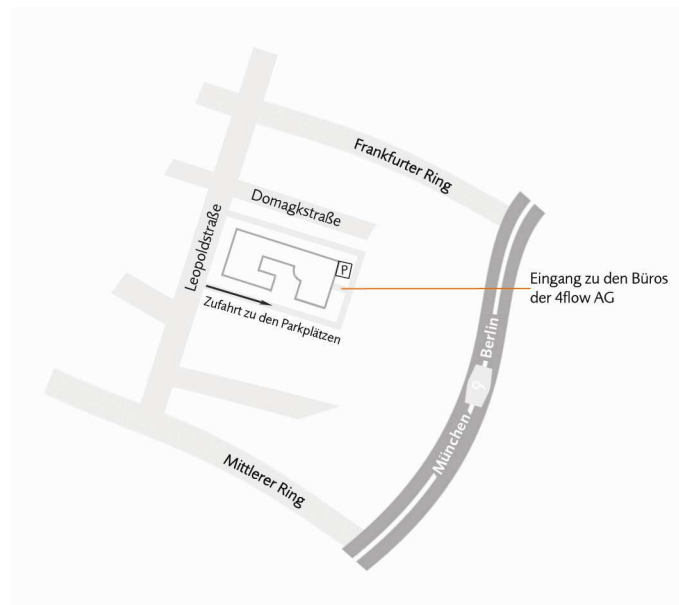 Frankfurter Ring
Domagkstraße
Leopoldstraße
P
Eingang zu den Büros
der 4flow AG
Zufahrt zu den Parkplätzen
Berlin
9
München
Mittlerer Ring